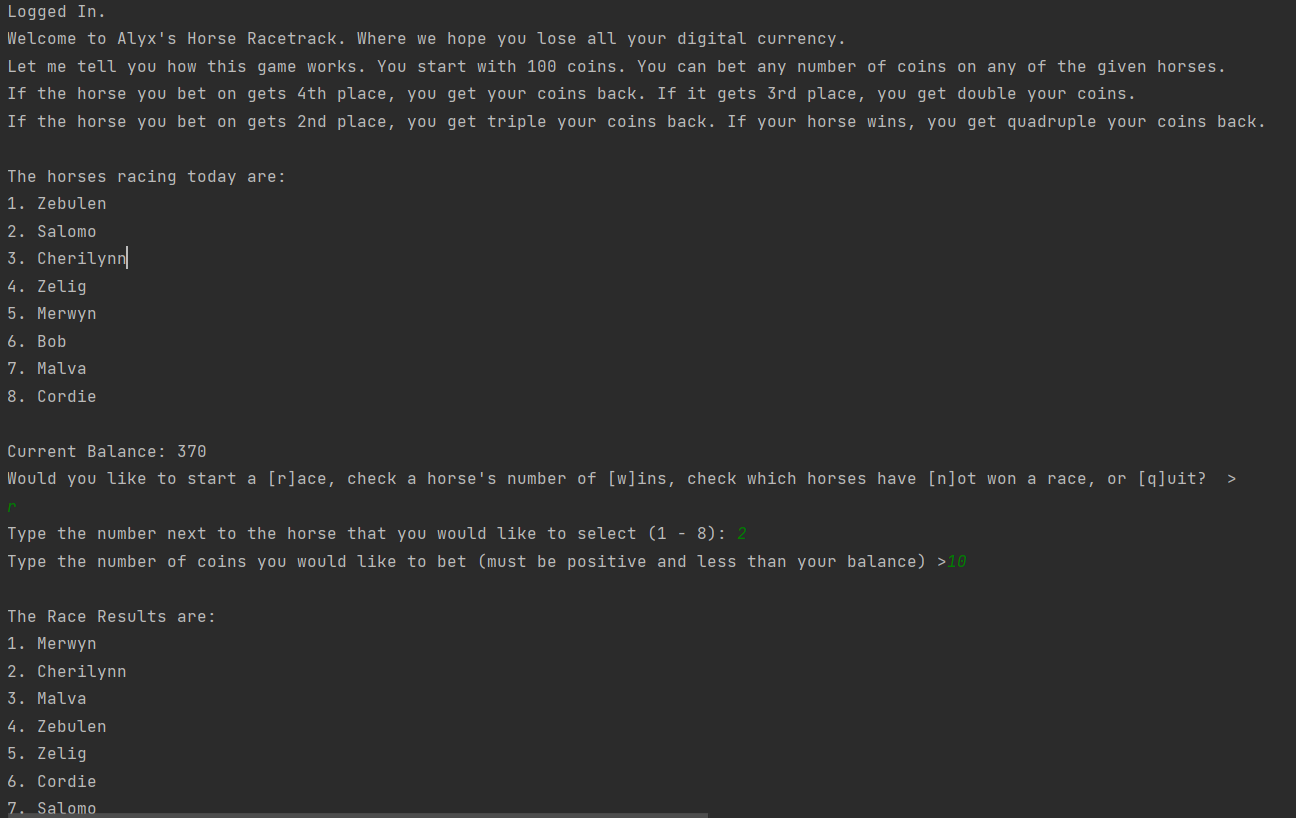 Logged In.
Welcome to Alyx's Horse Racetrack. Where we hope you lose all your digital currency.
Let me tell you how this game works. You start with 100 coins. You can bet any number of coins on any of the given horses.
If the horse you bet on gets 4th place, you get your coins back. If it gets 3rd place, you get double your coins.
If the horse you bet on gets 2nd place, you get triple your coins back. If your horse wins, you get quadruple your coins back.
The horses racing today are:
1. Zebulen
2. Salomo
3. Cherilynn
4. Zelig
5. Merwyn
6. Bob
7. Malva
8. Cordie
Current Balance: 370
Would you like to start a [r]ace, check a horse's number of [w]ins, check which horses have [n]ot won a race, or [q]uit?  >
r
Type the number next to the horse that you would like to select (1 - 8): 2
Type the number of coins you would like to bet (must be positive and less than your balance) >10
The Race Results are:
1. Merwyn
2. Cherilynn
3. Malva
4. Zebulen
5. Zelig
6. Cordie
7. Salomo